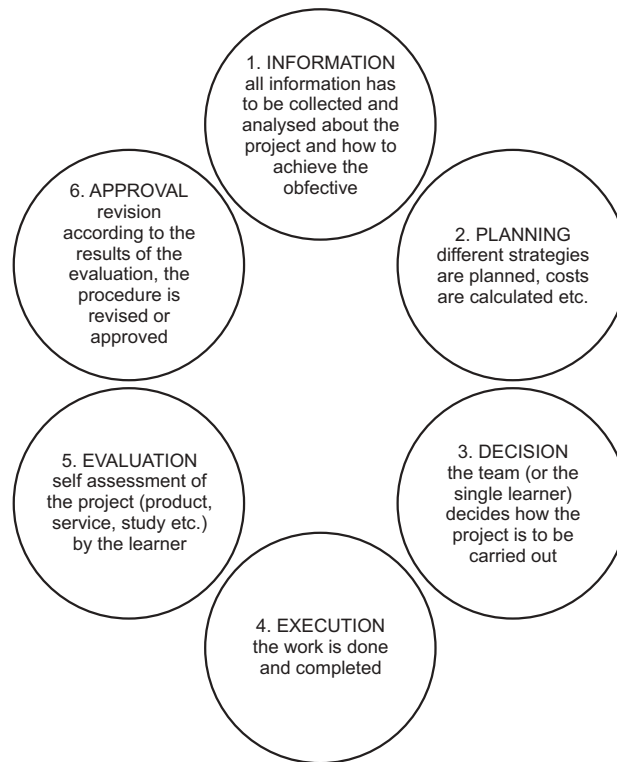 1. INFORMATION
all information has
to be collected and
analysed about the
project and how to
achieve the
obfective
2. PLANNING
different strategies
are planned, costs
are calculated etc.
3. DECISION
the team (or the
single learner)
decides how the
project is to be
carried out
4. EXECUTION
the work is done
and completed
5. EVALUATION
self assessment of
the project (product,
service, study etc.)
by the learner
6. APPROVAL
revision
according to the
results of the
evaluation, the
procedure is
revised or
approved